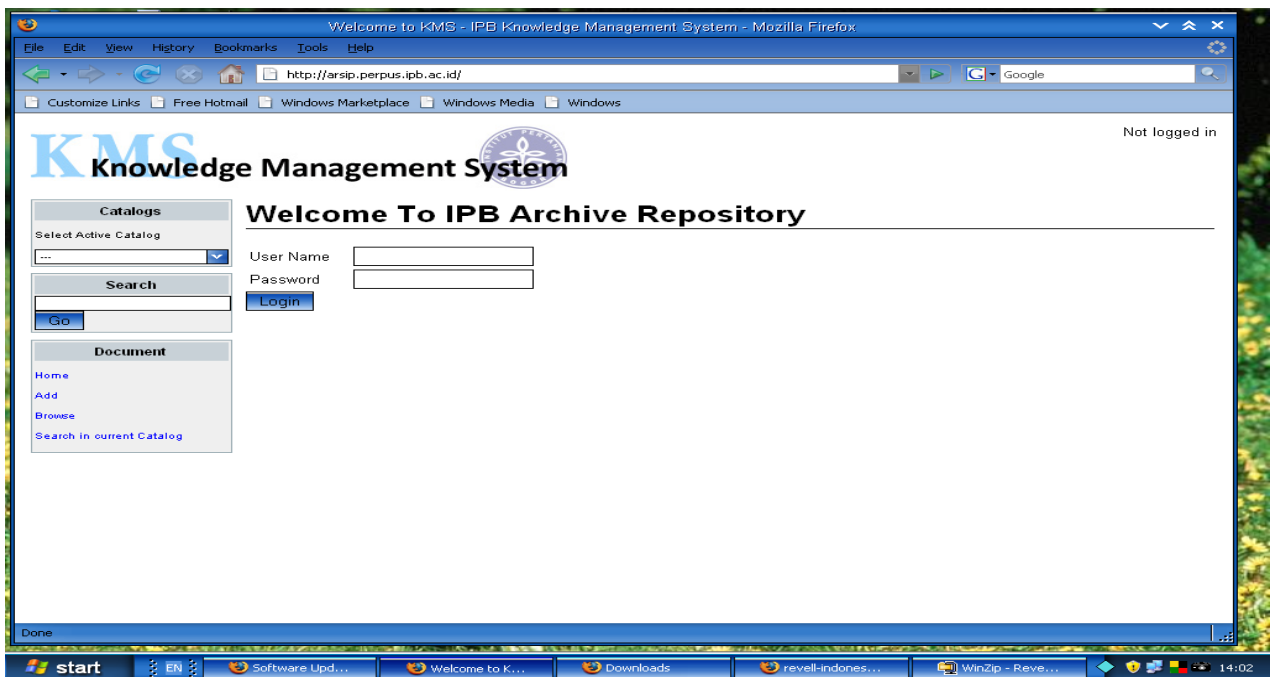 Welcome to KMS - IPB Knowledge Management System - Mozilla Firefox
File Edit View History Bookmarks Tools Help
http://arsip.perpus.ipb.ac.id/ G Google
Customize Links Free Hotmail Windows Marketplace Windows Media Windows
Not logged in
KMS
Knowledge Management System
INSTITUT PERTANIAN BOGOR
Catalogs
Select Active Catalog
---
Search
Go
Document
Home
Add
Browse
Search in current Catalog
Welcome To IPB Archive Repository
User Name
Password
Login
Done
start EN Software Upd... Welcome to K... Downloads revell-indones... WinZip - Reve... 14:02